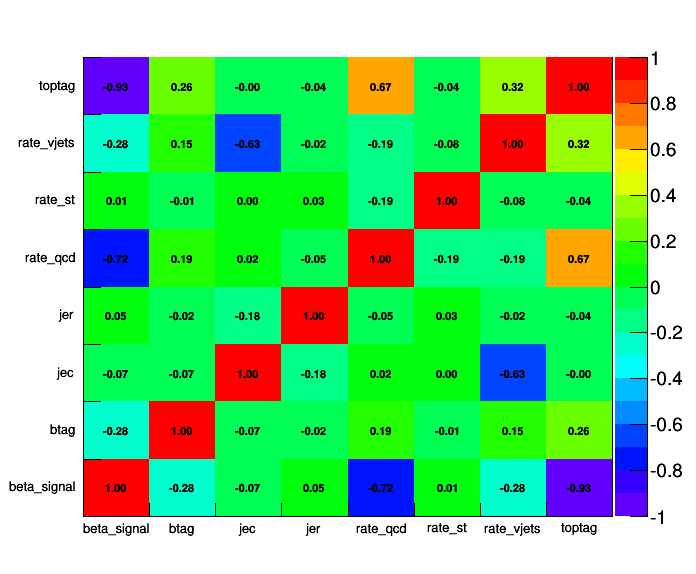 toptag -0.93 0.26 -0.00 -0.04 0.67 -0.04 0.32 1.00
rate_vjets -0.28 0.15 -0.63 -0.02 -0.19 -0.08 1.00 0.32
rate_st 0.01 -0.01 0.00 0.03 -0.19 1.00 -0.08 -0.04
rate_qcd -0.72 0.19 0.02 -0.05 1.00 -0.19 -0.19 0.67
jer 0.05 -0.02 -0.18 1.00 -0.05 0.03 -0.02 -0.04
jec -0.07 -0.07 1.00 -0.18 0.02 0.00 -0.63 -0.00
btag -0.28 1.00 -0.07 -0.02 0.19 -0.01 0.15 0.26
beta_signal 1.00 -0.28 -0.07 0.05 -0.72 0.01 -0.28 -0.93
beta_signal btag jec jer rate_qcd rate_st rate_vjets toptag
1
0.8
0.6
0.4
0.2
0
-0.2
-0.4
-0.6
-0.8
-1